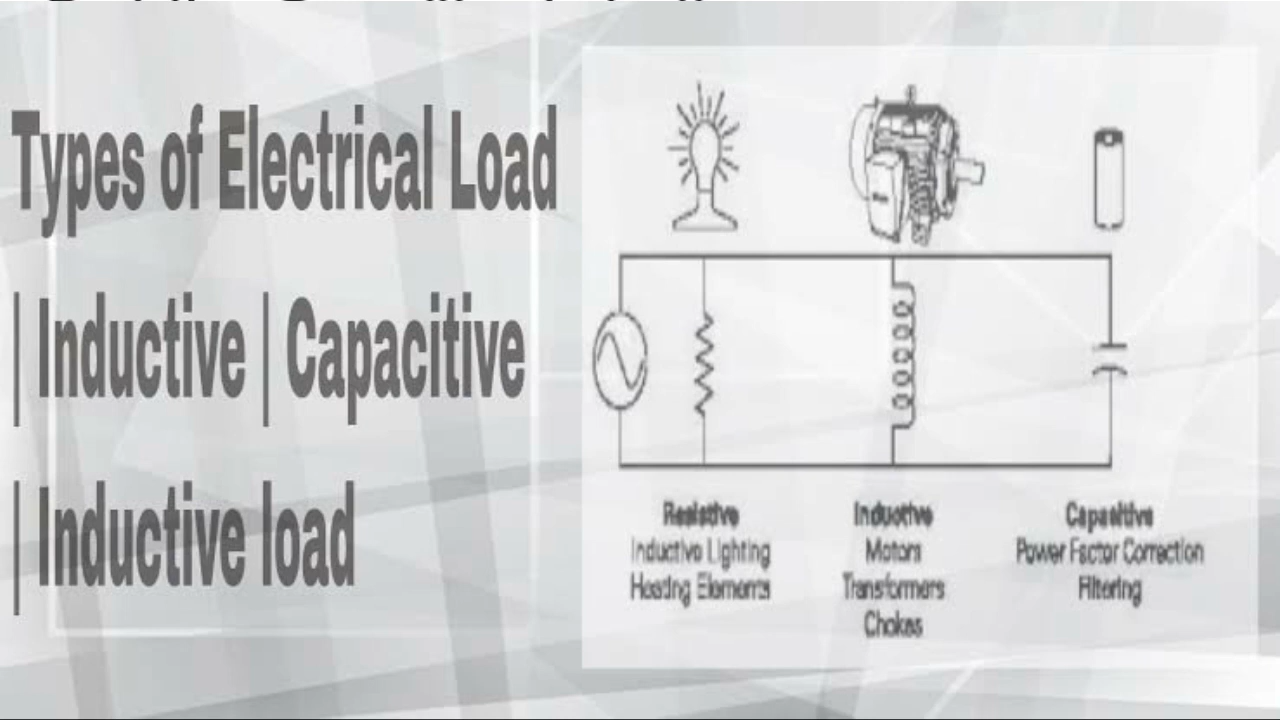 Types of Electrical Load
| Inductive | Capacitive
| Inductive load
Resistive
Inductive Lighting
Heating Elements
Inductive
Motors
Transformers
Chokes
Capacitive
Power Factor Correction
Filtering